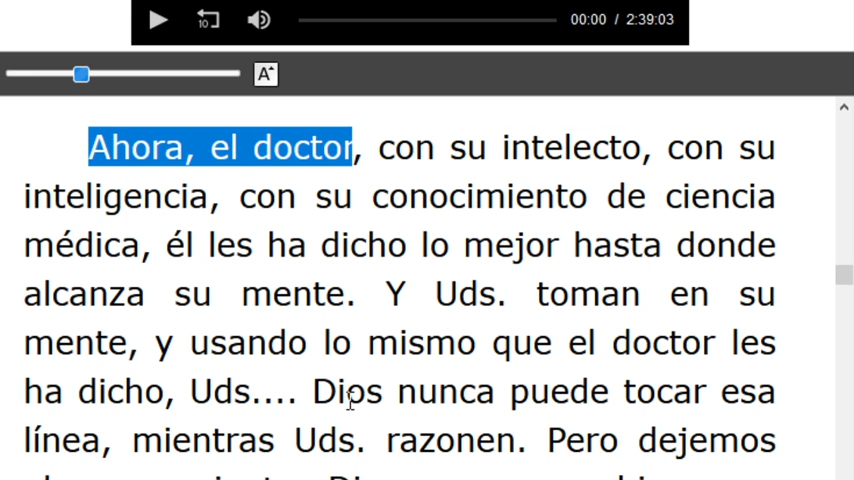 10
00:00 / 2:39:03
A
Ahora, el doctor, con su intelecto, con su
inteligencia, con su conocimiento de ciencia
médica, él les ha dicho lo mejor hasta donde
alcanza su mente. Y Uds. toman en su
mente, y usando lo mismo que el doctor les
ha dicho, Uds.... Dios nunca puede tocar esa
línea, mientras Uds. razonen. Pero dejemos